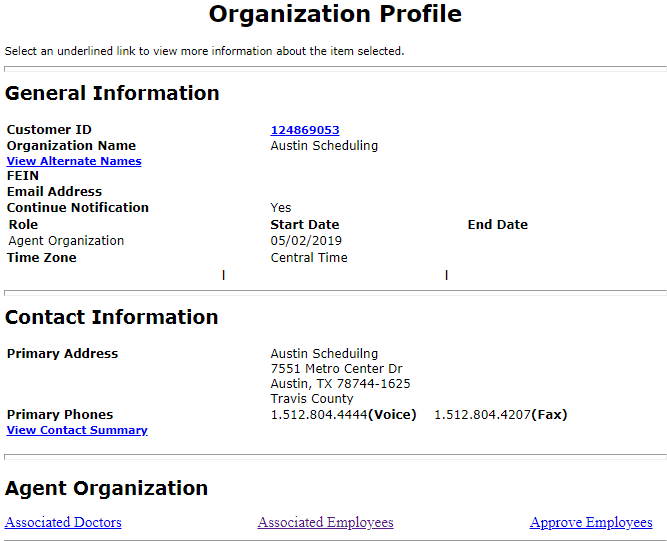 Organization Profile
Select an underlined link to view more information about the item selected.
General Information
Customer ID 124869053
Organization Name Austin Scheduling
View Alternate Names
FEIN
Email Address
Continue Notification Yes
Role Start Date End Date
Agent Organization 05/02/2019
Time Zone Central Time
| |
Contact Information
Primary Address Austin Scheduilng
7551 Metro Center Dr
Austin, TX 78744-1625
Travis County
Primary Phones 1.512.804.4444(Voice) 1.512.804.4207(Fax)
View Contact Summary
Agent Organization
Associated Doctors Associated Employees Approve Employees